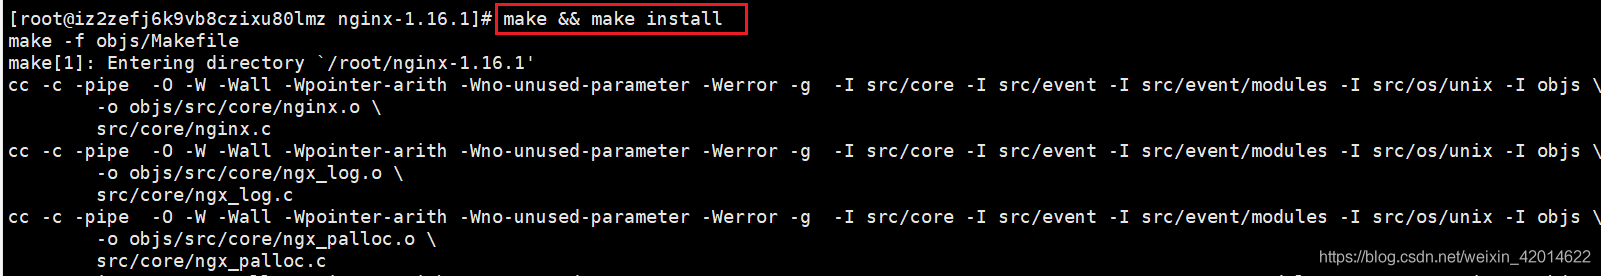 [root@iz2zefj6k9vb8czixu80lmz nginx-1.16.1]# make && make install
make -f objs/Makefile
make[1]: Entering directory `/root/nginx-1.16.1'
cc -c -pipe  -O -W -Wall -Wpointer-arith -Wno-unused-parameter -Werror -g  -I src/core -I src/event -I src/event/modules -I src/os/unix -I objs \
        -o objs/src/core/nginx.o \
        src/core/nginx.c
cc -c -pipe  -O -W -Wall -Wpointer-arith -Wno-unused-parameter -Werror -g  -I src/core -I src/event -I src/event/modules -I src/os/unix -I objs \
        -o objs/src/core/ngx_log.o \
        src/core/ngx_log.c
cc -c -pipe  -O -W -Wall -Wpointer-arith -Wno-unused-parameter -Werror -g  -I src/core -I src/event -I src/event/modules -I src/os/unix -I objs \
        -o objs/src/core/ngx_palloc.o \
        src/core/ngx_palloc.c
https://blog.csdn.net/weixin_42014622